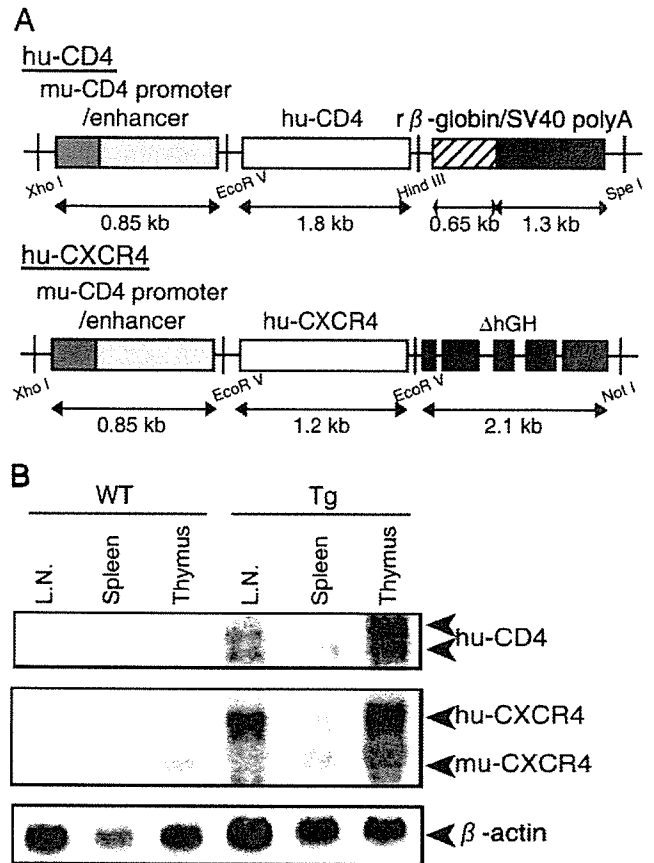 A
hu-CD4
mu-CD4 promoter
/enhancer
hu-CD4
r β-globin/SV40 polyA
Xho I
EcoR V
Hind III
Spe I
0.85 kb
1.8 kb
0.65 kb
1.3 kb
hu-CXCR4
mu-CD4 promoter
/enhancer
hu-CXCR4
ΔhGH
Xho I
EcoR V
EcoR V
Not I
0.85 kb
1.2 kb
2.1 kb
B
WT
Tg
L.N.
Spleen
Thymus
L.N.
Spleen
Thymus
hu-CD4
hu-CXCR4
mu-CXCR4
β-actin